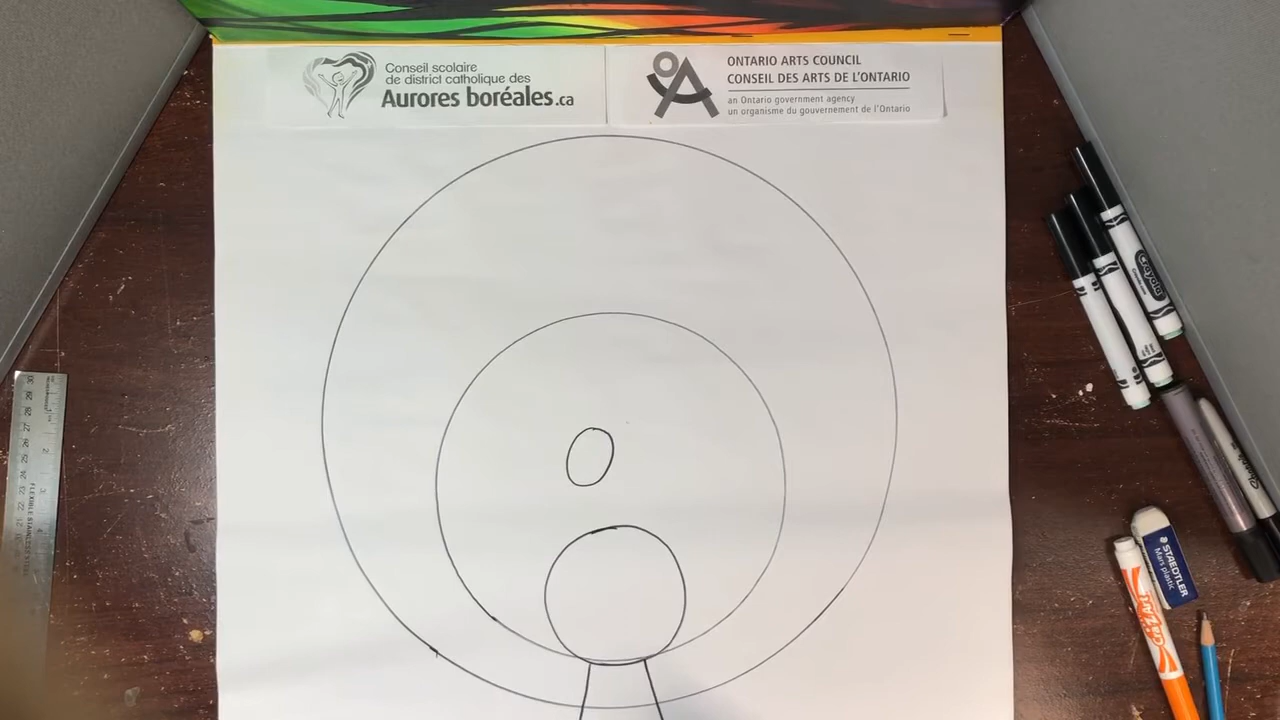 Conseil scolaire
de district catholique des
Aurores boréales.ca
ONTARIO ARTS COUNCIL
CONSEIL DES ARTS DE L'ONTARIO
an Ontario government agency
un organisme du gouvernement de l'Ontario
Crayola
Sharpie
STAEDTLER
Mars plastic